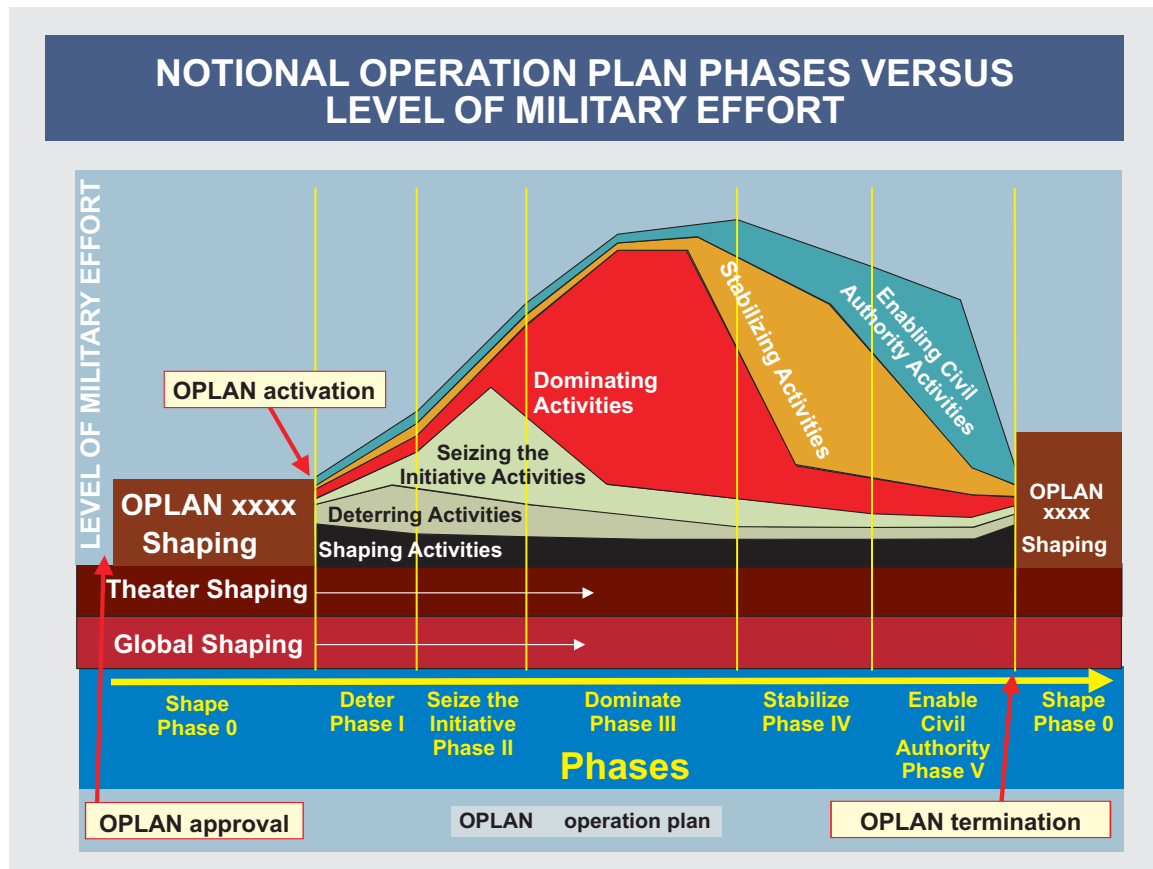 NOTIONAL OPERATION PLAN PHASES VERSUS
LEVEL OF MILITARY EFFORT
LEVEL OF MILITARY EFFORT
OPLAN activation
Dominating
Activities
Stabilizing Activities
Enabling Civil
Authority Activities
Seizing the
Initiative Activities
Deterring Activities
Shaping Activities
OPLAN xxxx
Shaping
OPLAN
xxxx
Shaping
Theater Shaping
Global Shaping
Shape
Phase 0
Deter
Phase I
Seize the
Initiative
Phase II
Dominate
Phase III
Stabilize
Phase IV
Enable
Civil
Authority
Phase V
Shape
Phase 0
Phases
OPLAN approval
OPLAN operation plan
OPLAN termination